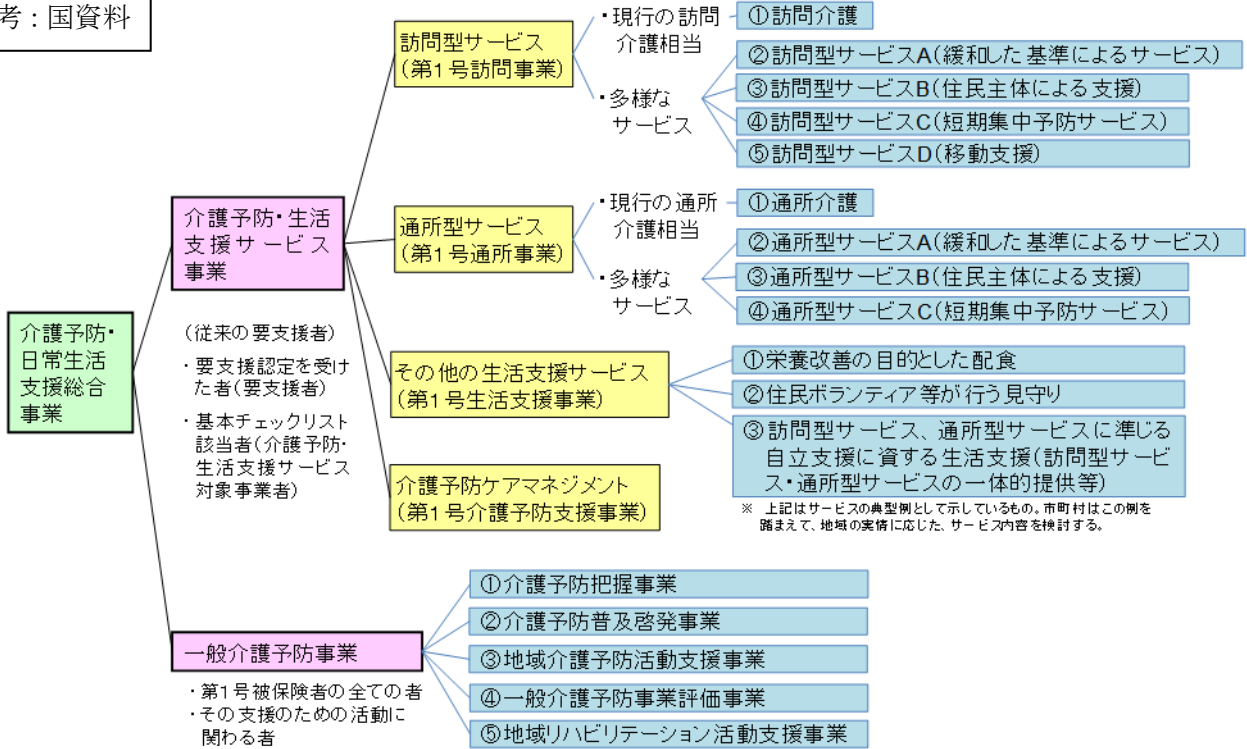 考：国資料
介護予防・
日常生活
支援総合
事業
介護予防・生活
支援サービス
事業
(従来の要支援者)
・要支援認定を受け
た者(要支援者)
・基本チェックリスト
該当者(介護予防・
生活支援サービス
対象事業者)
訪問型サービス
(第1号訪問事業)
・現行の訪問
介護相当
①訪問介護
・多様な
サービス
②訪問型サービスA(緩和した基準によるサービス)
③訪問型サービスB(住民主体による支援)
④訪問型サービスC(短期集中予防サービス)
⑤訪問型サービスD(移動支援)
通所型サービス
(第1号通所事業)
・現行の通所
介護相当
①通所介護
・多様な
サービス
②通所型サービスA(緩和した基準によるサービス)
③通所型サービスB(住民主体による支援)
④通所型サービスC(短期集中予防サービス)
その他の生活支援サービス
(第1号生活支援事業)
①栄養改善の目的とした配食
②住民ボランティア等が行う見守り
③訪問型サービス、通所型サービスに準じる
自立支援に資する生活支援(訪問型サービ
ス・通所型サービスの一体的提供等)
※ 上記はサービスの典型例として示しているもの。市町村はこの例を
踏まえて、地域の実情に応じた、サービス内容を検討する。
介護予防ケアマネジメント
(第1号介護予防支援事業)
一般介護予防事業
・第1号被保険者の全ての者
・その支援のための活動に
関わる者
①介護予防把握事業
②介護予防普及啓発事業
③地域介護予防活動支援事業
④一般介護予防事業評価事業
⑤地域リハビリテーション活動支援事業